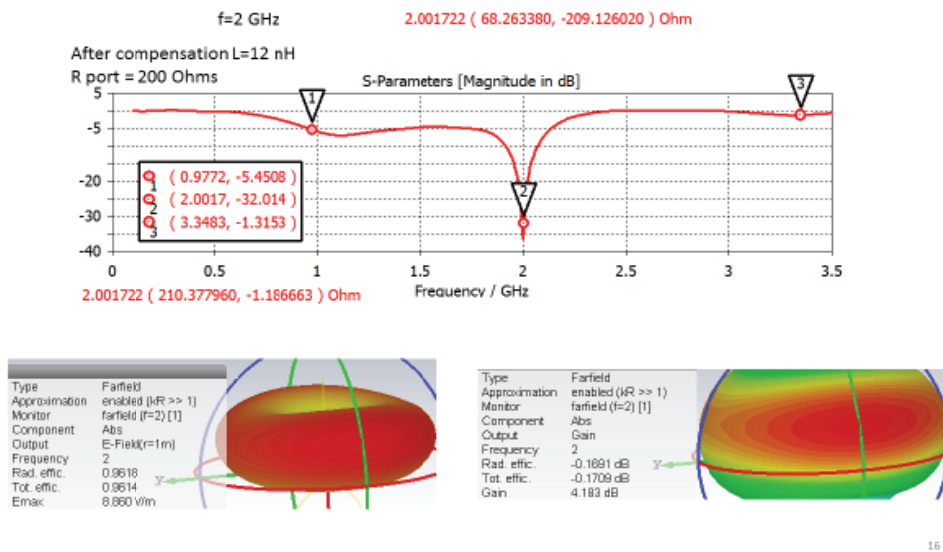 f=2 GHz
2.001722 ( 68.263380, -209.126020 ) Ohm
After compensation L=12 nH
R port = 200 Ohms
S-Parameters [Magnitude in dB]
5
-5
-20
-30
-40
1
2
3
1 ( 0.9772, -5.4508 )
2 ( 2.0017, -32.014 )
3 ( 3.3483, -1.3153 )
0 0.5 1 1.5 2 2.5 3 3.5
2.001722 ( 210.377960, -1.186663 ) Ohm
Frequency / GHz
Type Farfield
Approximation enabled (kR >> 1)
Monitor farfield (f=2) [1]
Component Abs
Output E-Field(r=1m)
Frequency 2
Rad. effic. 0.9618
Tot. effic. 0.9614
Emax 8.860 V/m
y
Type Farfield
Approximation enabled (kR >> 1)
Monitor farfield (f=2) [1]
Component Abs
Output Gain
Frequency 2
Rad. effic. -0.1691 dB
Tot. effic. -0.1709 dB
Gain 4.183 dB
y
16